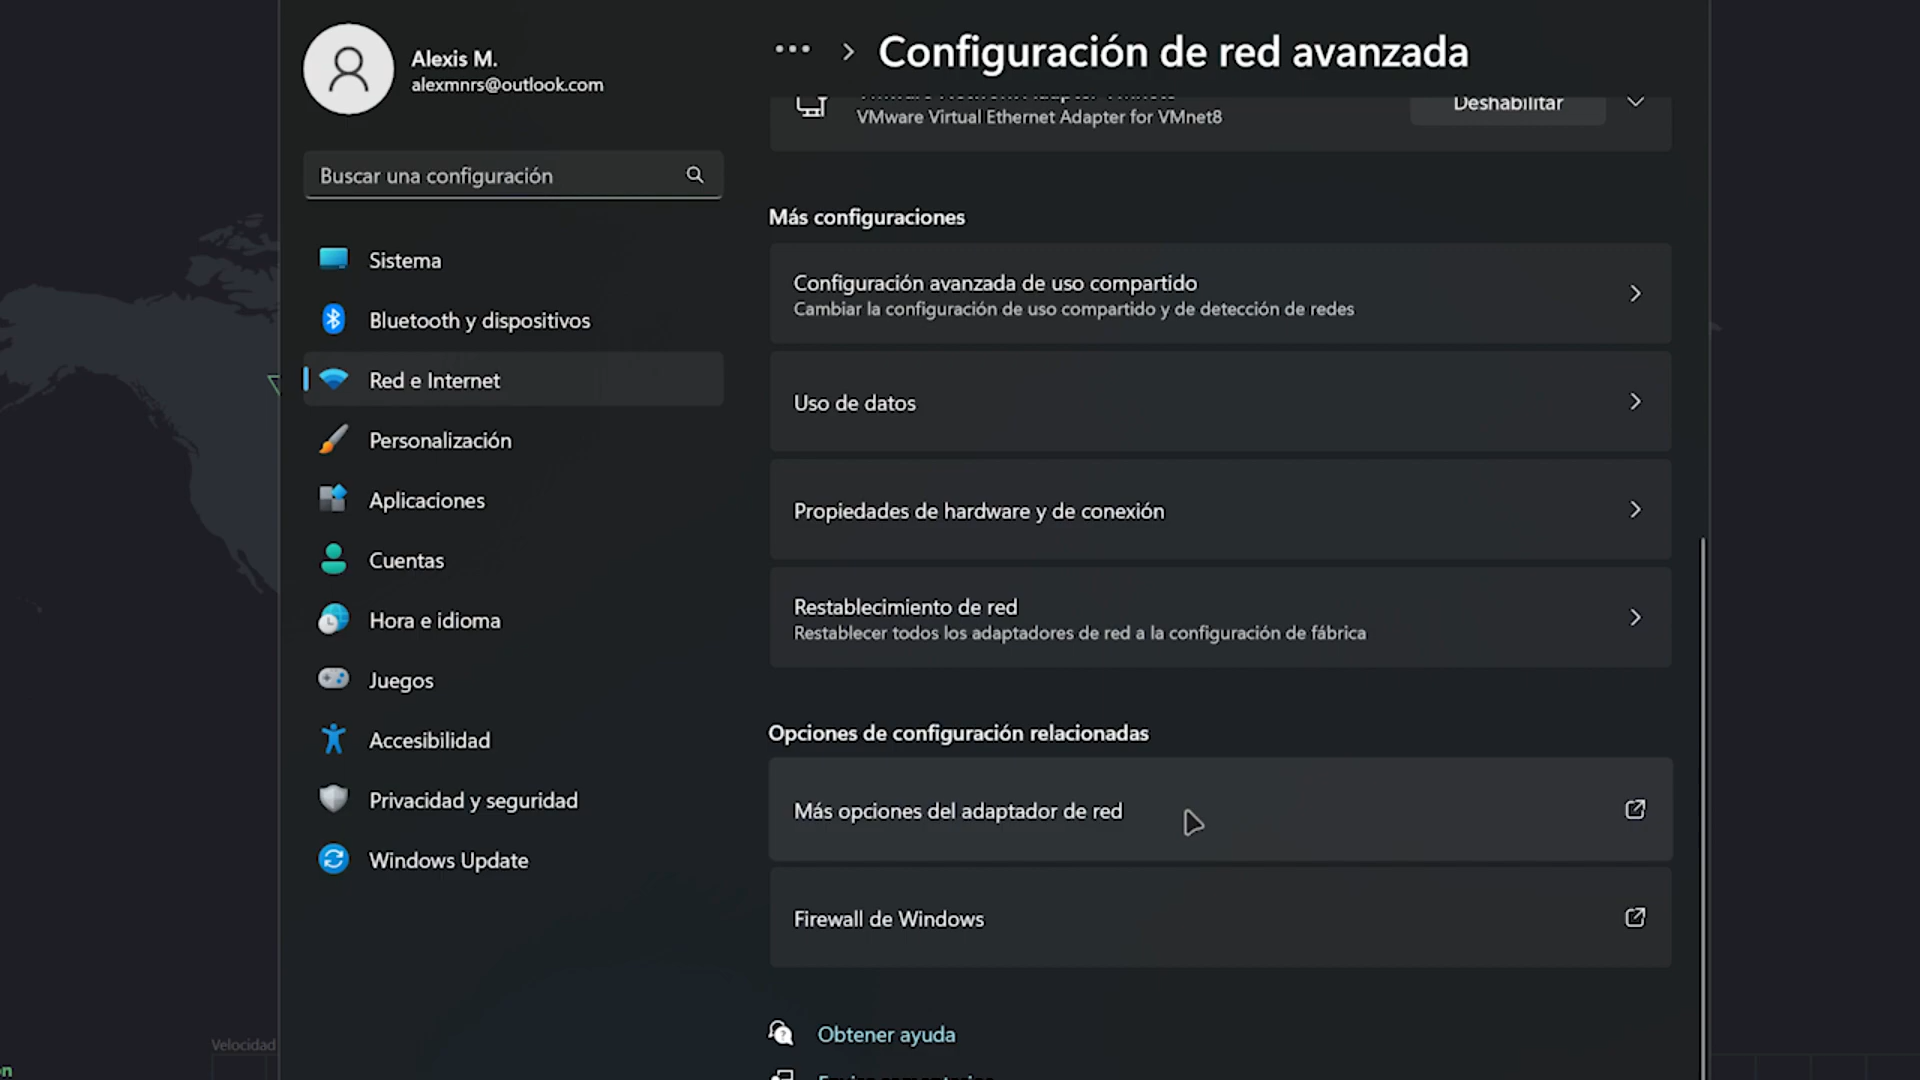 Alexis M.
alexmnrs@outlook.com
Buscar una configuración
Sistema
Bluetooth y dispositivos
Red e Internet
Personalización
Aplicaciones
Cuentas
Hora e idioma
Juegos
Accesibilidad
Privacidad y seguridad
Windows Update
Configuración de red avanzada
VMware Virtual Ethernet Adapter for VMnet8
Deshabilitar
Más configuraciones
Configuración avanzada de uso compartido
Cambiar la configuración de uso compartido y de detección de redes
Uso de datos
Propiedades de hardware y de conexión
Restablecimiento de red
Restablecer todos los adaptadores de red a la configuración de fábrica
Opciones de configuración relacionadas
Más opciones del adaptador de red
Firewall de Windows
Obtener ayuda
Velocidad